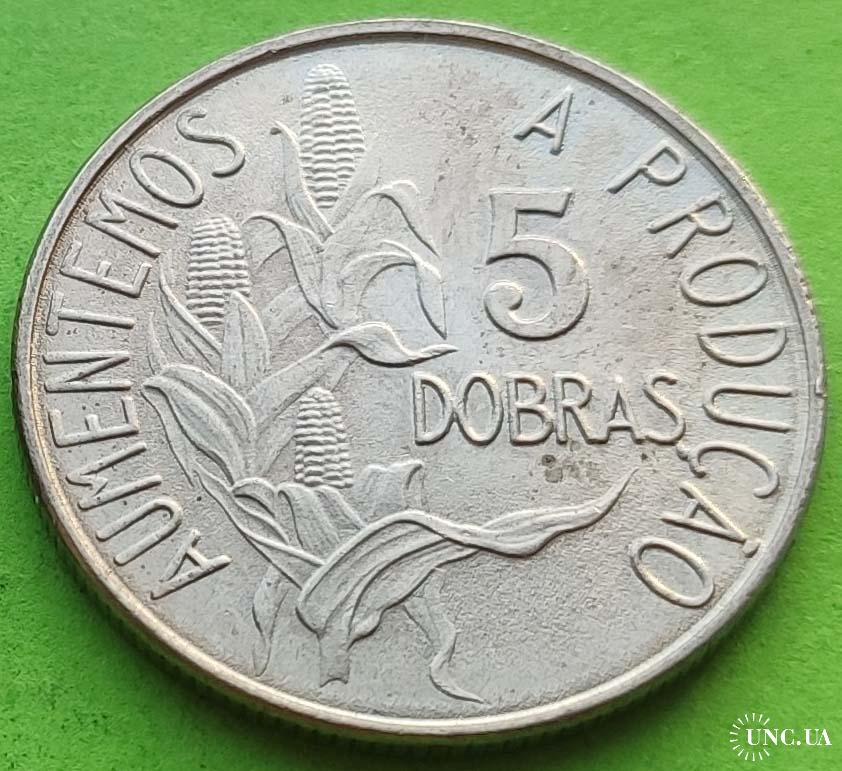 AUMENTEMOS A PRODUÇÃO
5
DOBRAS
UNC.UA